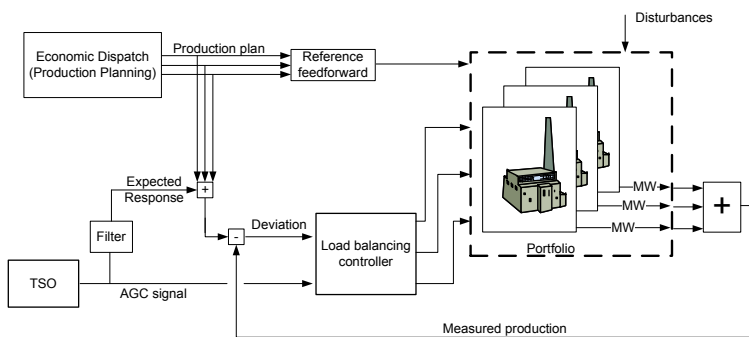 Disturbances
Economic Dispatch
(Production Planning)
Production plan
Reference
feedforward
Expected
Response
+
Filter
-
Deviation
Load balancing
controller
TSO
AGC signal
MW
MW
MW
+
Portfolio
Measured production